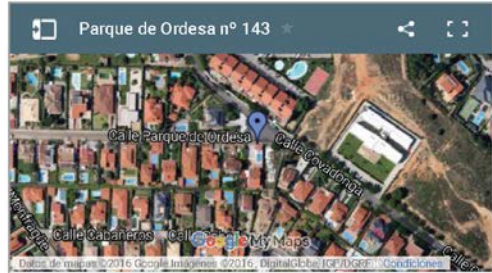 Parque de Ordesa nº 143
Calle Parque de Ordesa
Calle Covadonga
Monfragüe
Calle Cabañeros
Google My Maps
Datos de mapas ©2016 Google Imágenes ©2016, DigitalGlobe, IGP/DGRF Condiciones